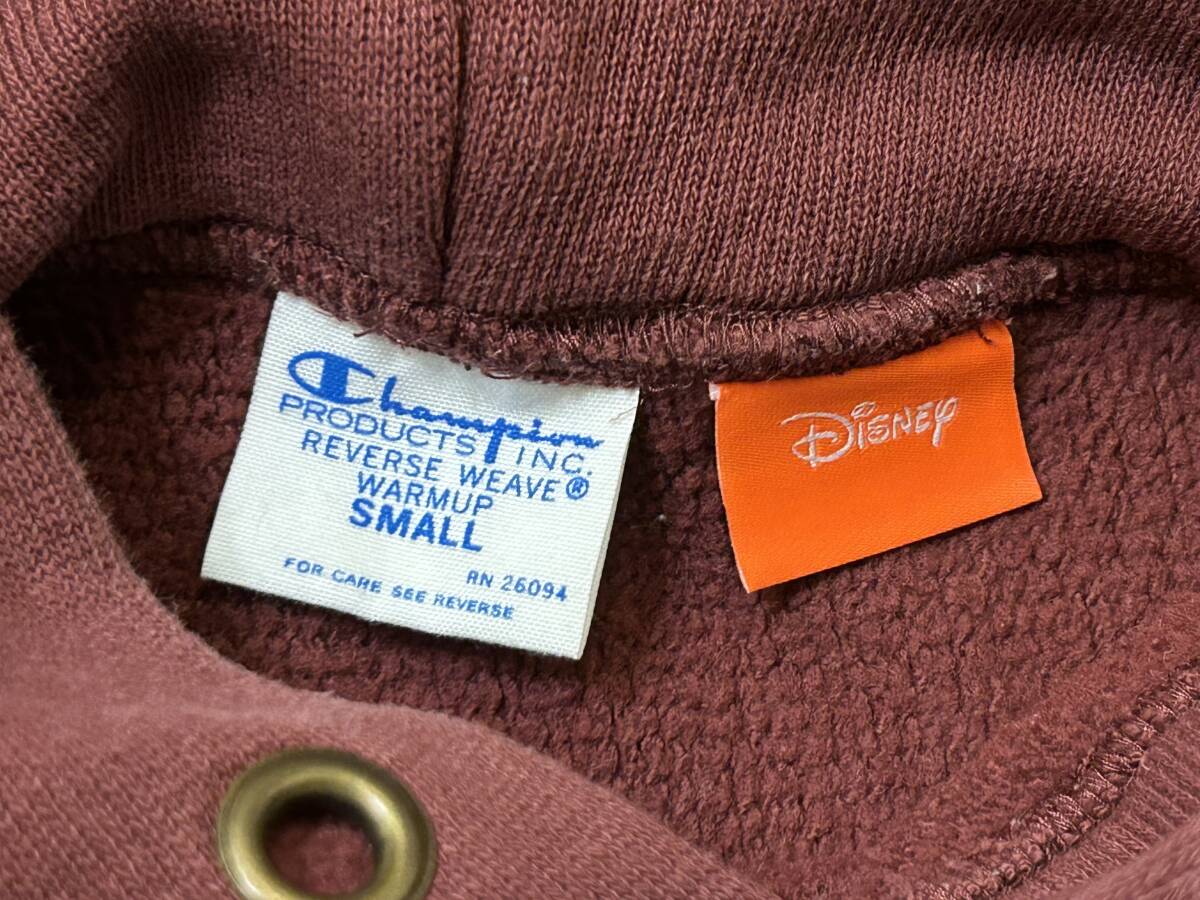 Champion
PRODUCTS INC.
REVERSE WEAVE®
WARMUP
SMALL
RN 26094
FOR CARE SEE REVERSE
Disney